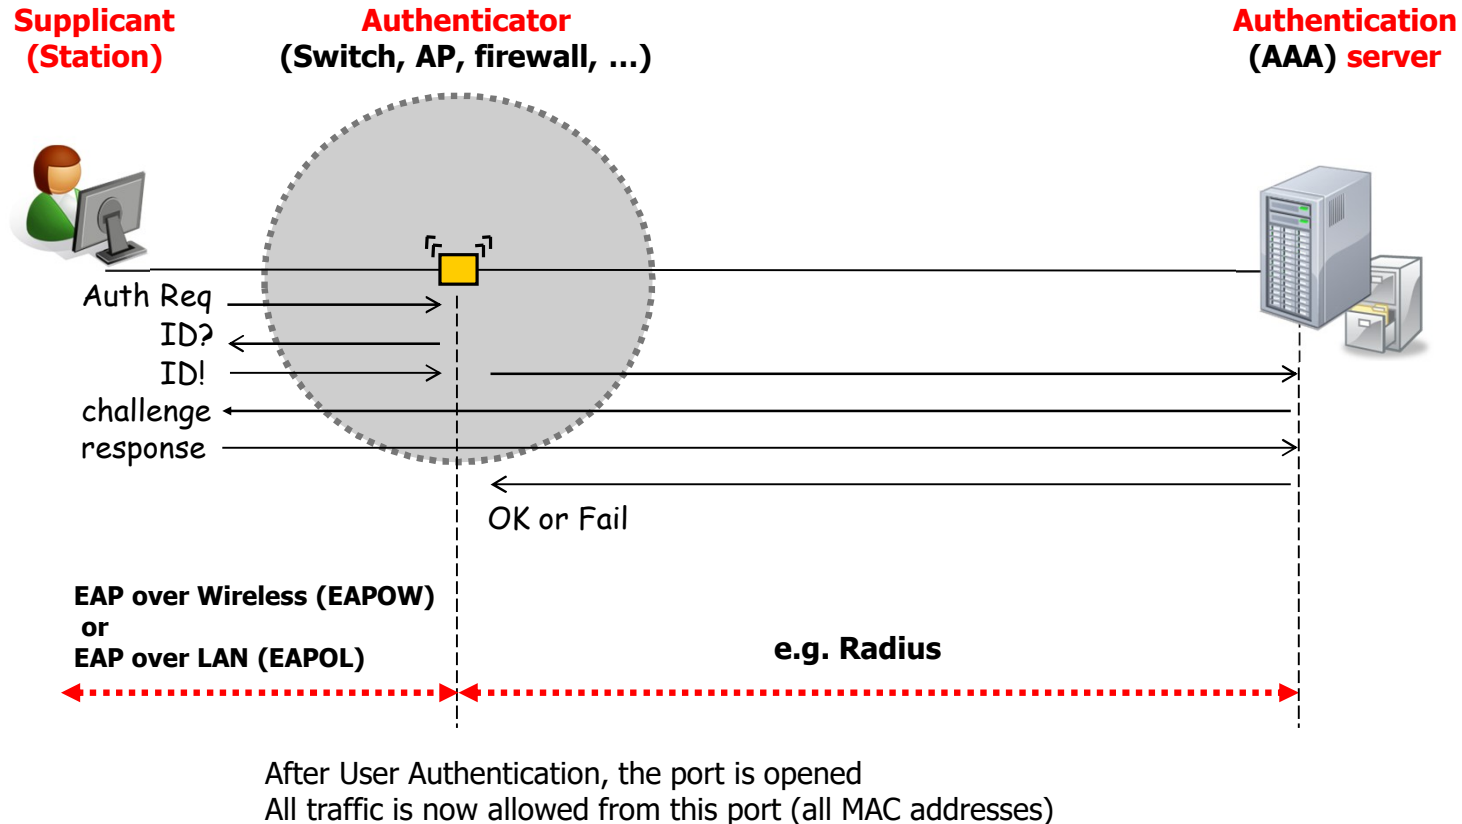 Supplicant
(Station)
Authenticator
(Switch, AP, firewall, ...)
Authentication
(AAA) server
Auth Req
ID?
ID!
challenge
response
OK or Fail
EAP over Wireless (EAPOW)
or
EAP over LAN (EAPOL)
e.g. Radius
After User Authentication, the port is opened
All traffic is now allowed from this port (all MAC addresses)